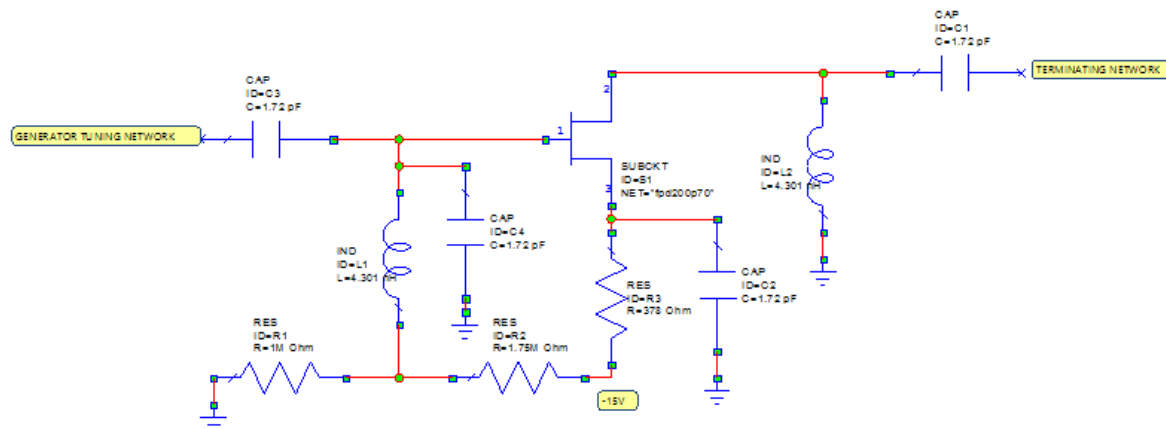 CAP
ID=C1
C=1.72 pF
TERMINATING NETWORK
CAP
ID=C3
C=1.72 pF
GENERATOR TUNING NETWORK
2
1
3
SUBCKT
ID=S1
NET="fpd200p70"
IND
ID=L2
L=4.301 nH
CAP
ID=C4
C=1.72 pF
IND
ID=L1
L=4.301 nH
RES
ID=R3
R=378 Ohm
CAP
ID=C2
C=1.72 pF
RES
ID=R1
R=1M Ohm
RES
ID=R2
R=1.75M Ohm
-15V